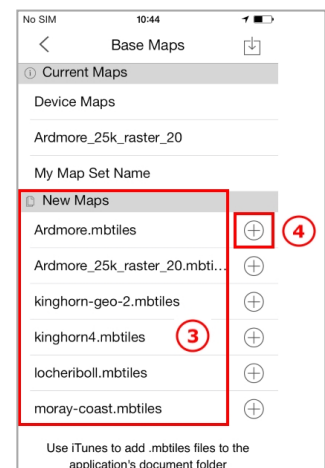 No SIM 10:44
Base Maps
Current Maps
Device Maps
Ardmore_25k_raster_20
My Map Set Name
New Maps
Ardmore.mbtiles 4
Ardmore_25k_raster_20.mbti...
kinghorn-geo-2.mbtiles
kinghorn4.mbtiles 3
locheriboll.mbtiles
moray-coast.mbtiles
Use iTunes to add .mbtiles files to the
application's document folder